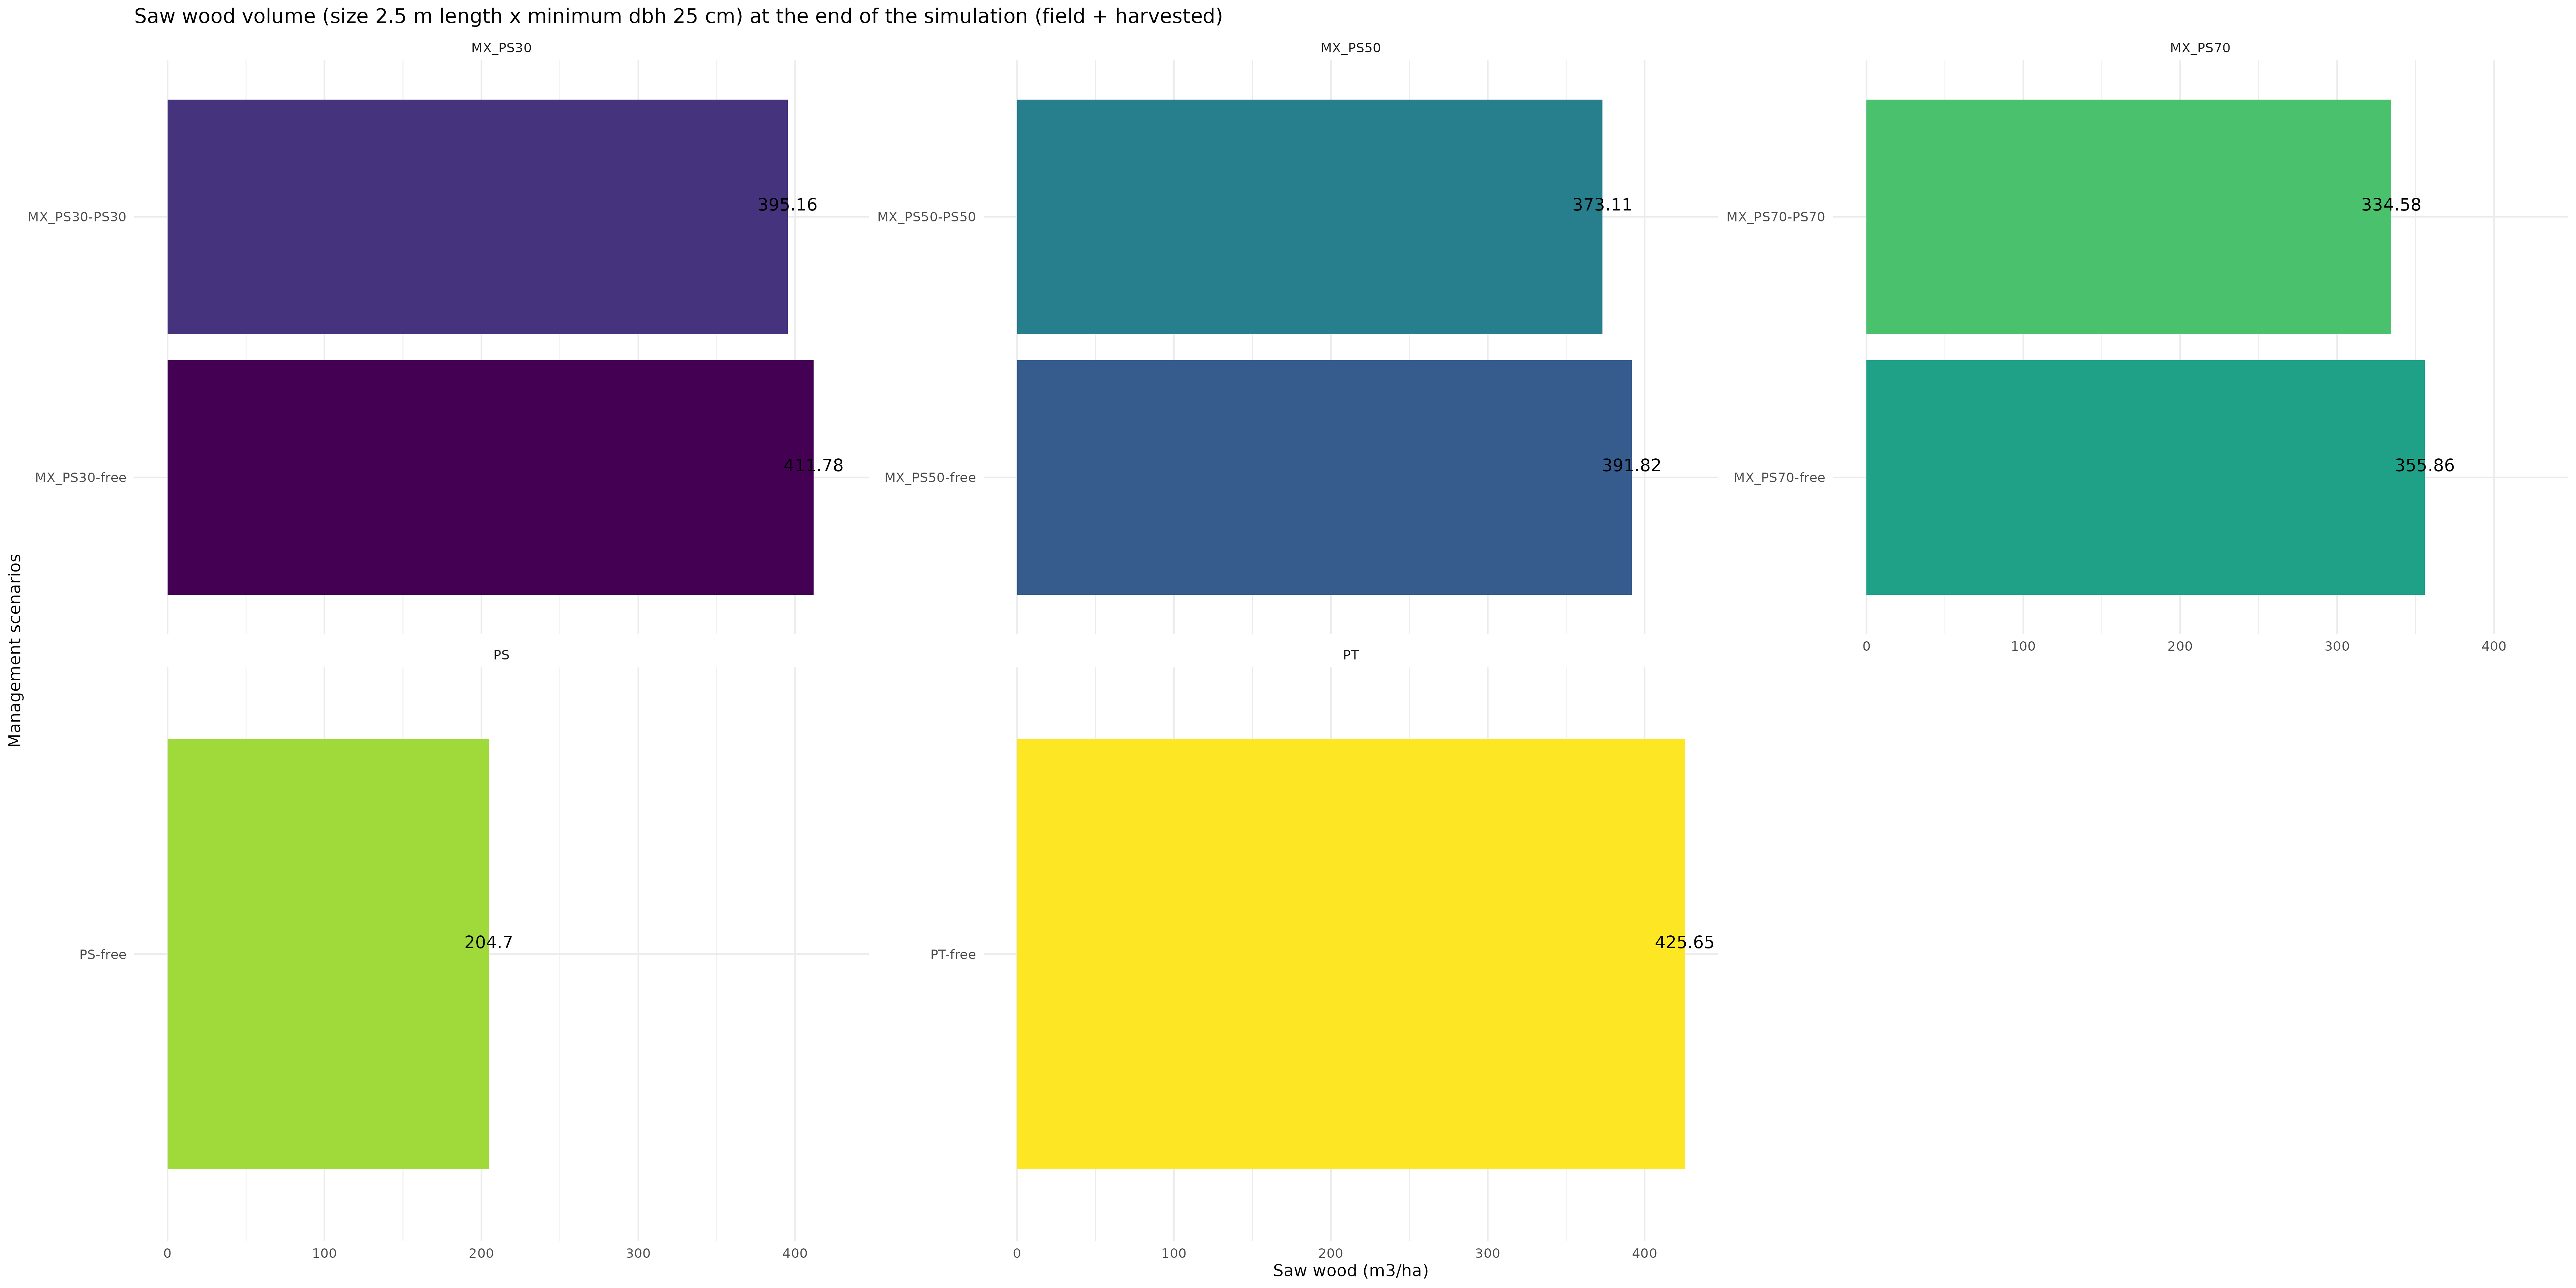 Saw wood volume (size 2.5 m length x minimum dbh 25 cm) at the end of the simulation (field + harvested)
MX_PS30
MX_PS50
MX_PS70
MX_PS30-PS30
395.16
MX_PS50-PS50
373.11
MX_PS70-PS70
334.58
MX_PS30-free
411.78
MX_PS50-free
391.82
MX_PS70-free
355.86
0 100 200 300 400
PS
PT
Management scenarios
PS-free
204.7
PT-free
425.65
0 100 200 300 400
0 100 200 300 400
Saw wood (m3/ha)